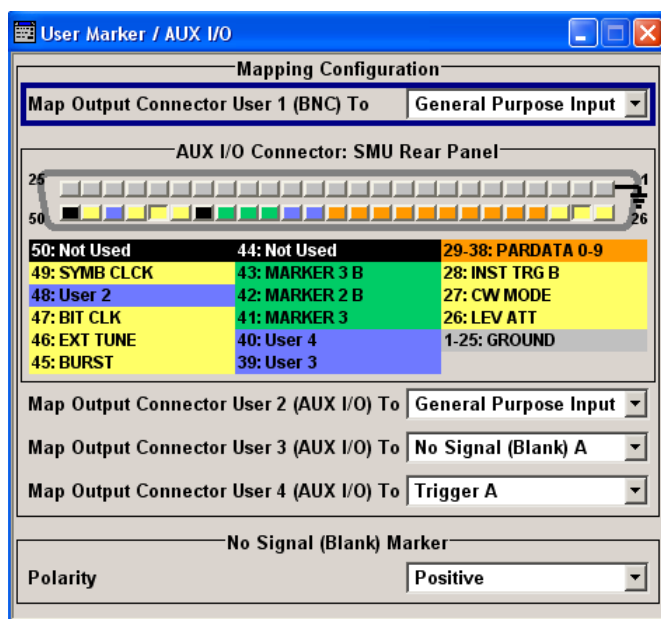 User Marker / AUX I/O
Mapping Configuration
Map Output Connector User 1 (BNC) To General Purpose Input
AUX I/O Connector: SMU Rear Panel
25 1
50 26
50: Not Used 44: Not Used 29-38: PARDATA 0-9
49: SYMB CLCK 43: MARKER 3 B 28: INST TRG B
48: User 2 42: MARKER 2 B 27: CW MODE
47: BIT CLK 41: MARKER 3 26: LEV ATT
46: EXT TUNE 40: User 4 1-25: GROUND
45: BURST 39: User 3
Map Output Connector User 2 (AUX I/O) To General Purpose Input
Map Output Connector User 3 (AUX I/O) To No Signal (Blank) A
Map Output Connector User 4 (AUX I/O) To Trigger A
No Signal (Blank) Marker
Polarity Positive